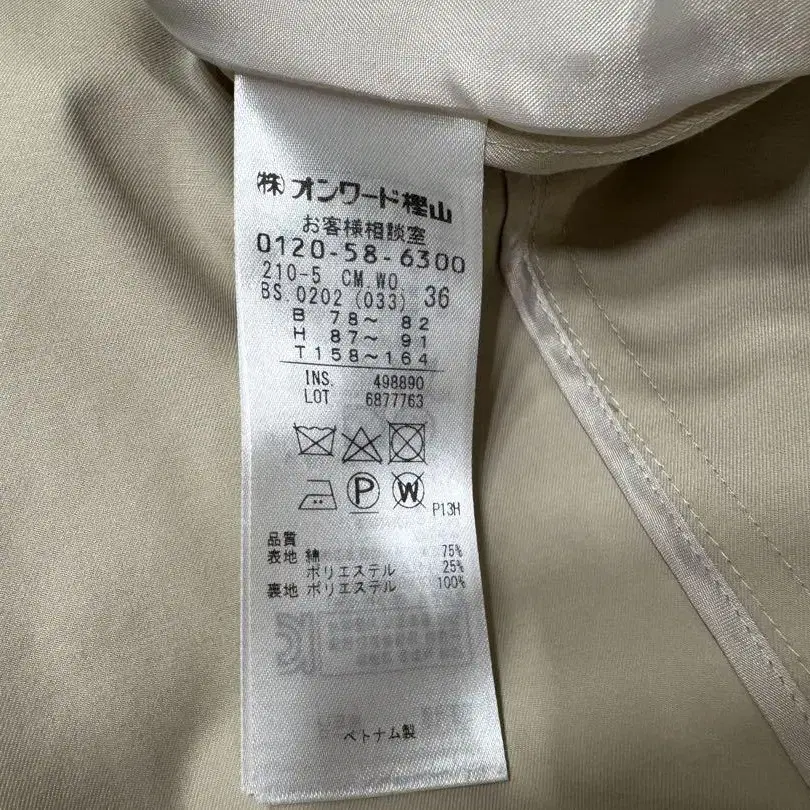 ㈱オンワード樫山
お客様相談室
0120-58-6300
210-5 CM.WO.
BS.0202 (033) 36
B 78～ 82
H 87～ 91
T158～164
INS. 498890
LOT 6877763
P
W
P13H
品質
表地 綿 75%
ポリエステル 25%
裏地 ポリエステル 100%
ベトナム製